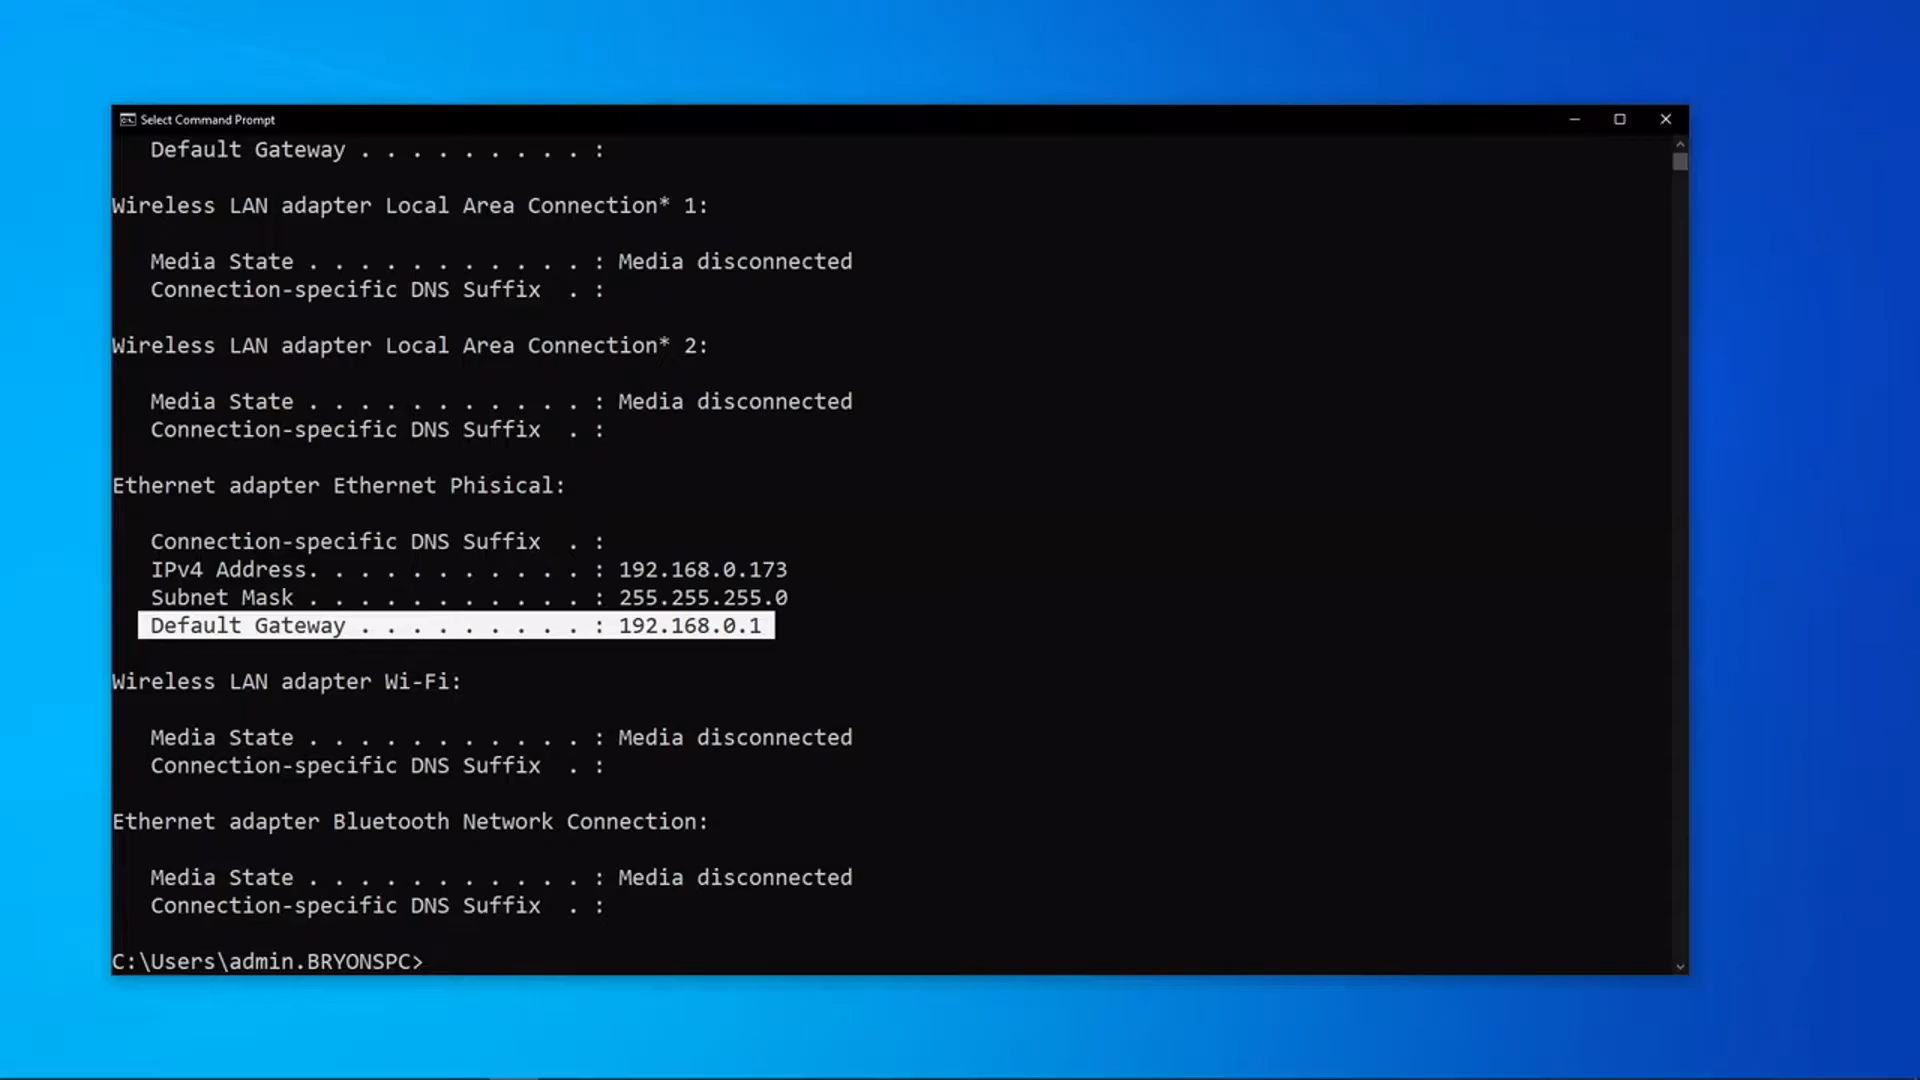 Select Command Prompt
Default Gateway . . . . . . . . . :
Wireless LAN adapter Local Area Connection* 1:
Media State . . . . . . . . . . . : Media disconnected
Connection-specific DNS Suffix  . :
Wireless LAN adapter Local Area Connection* 2:
Media State . . . . . . . . . . . : Media disconnected
Connection-specific DNS Suffix  . :
Ethernet adapter Ethernet Phisical:
Connection-specific DNS Suffix  . :
IPv4 Address. . . . . . . . . . . : 192.168.0.173
Subnet Mask . . . . . . . . . . . : 255.255.255.0
Default Gateway . . . . . . . . . : 192.168.0.1
Wireless LAN adapter Wi-Fi:
Media State . . . . . . . . . . . : Media disconnected
Connection-specific DNS Suffix  . :
Ethernet adapter Bluetooth Network Connection:
Media State . . . . . . . . . . . : Media disconnected
Connection-specific DNS Suffix  . :
C:\Users\admin.BRYONSPC>